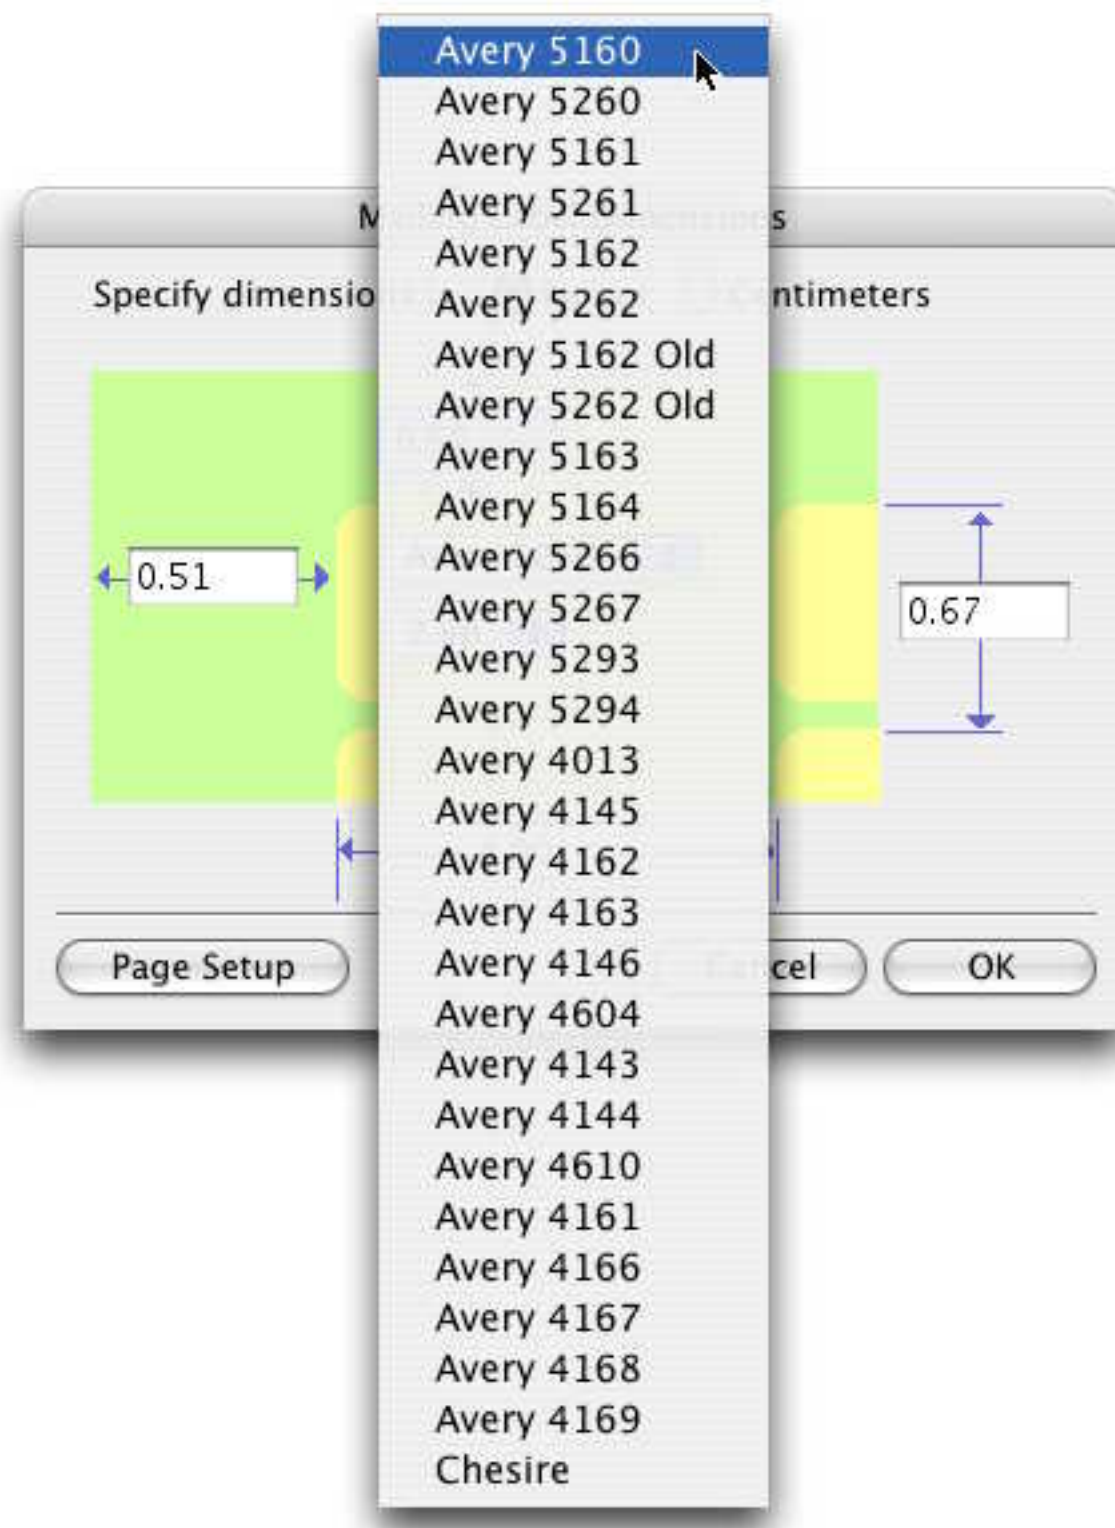 Avery 5160
Avery 5260
Avery 5161
Avery 5261
Avery 5162
Avery 5262
Avery 5162 Old
Avery 5262 Old
Avery 5163
Avery 5164
Avery 5266
Avery 5267
Avery 5293
Avery 5294
Avery 4013
Avery 4145
Avery 4162
Avery 4163
Avery 4146
Avery 4604
Avery 4143
Avery 4144
Avery 4610
Avery 4161
Avery 4166
Avery 4167
Avery 4168
Avery 4169
Chesire
Specify dimensio ntimeters
0.51
0.67
Page Setup
cel
OK